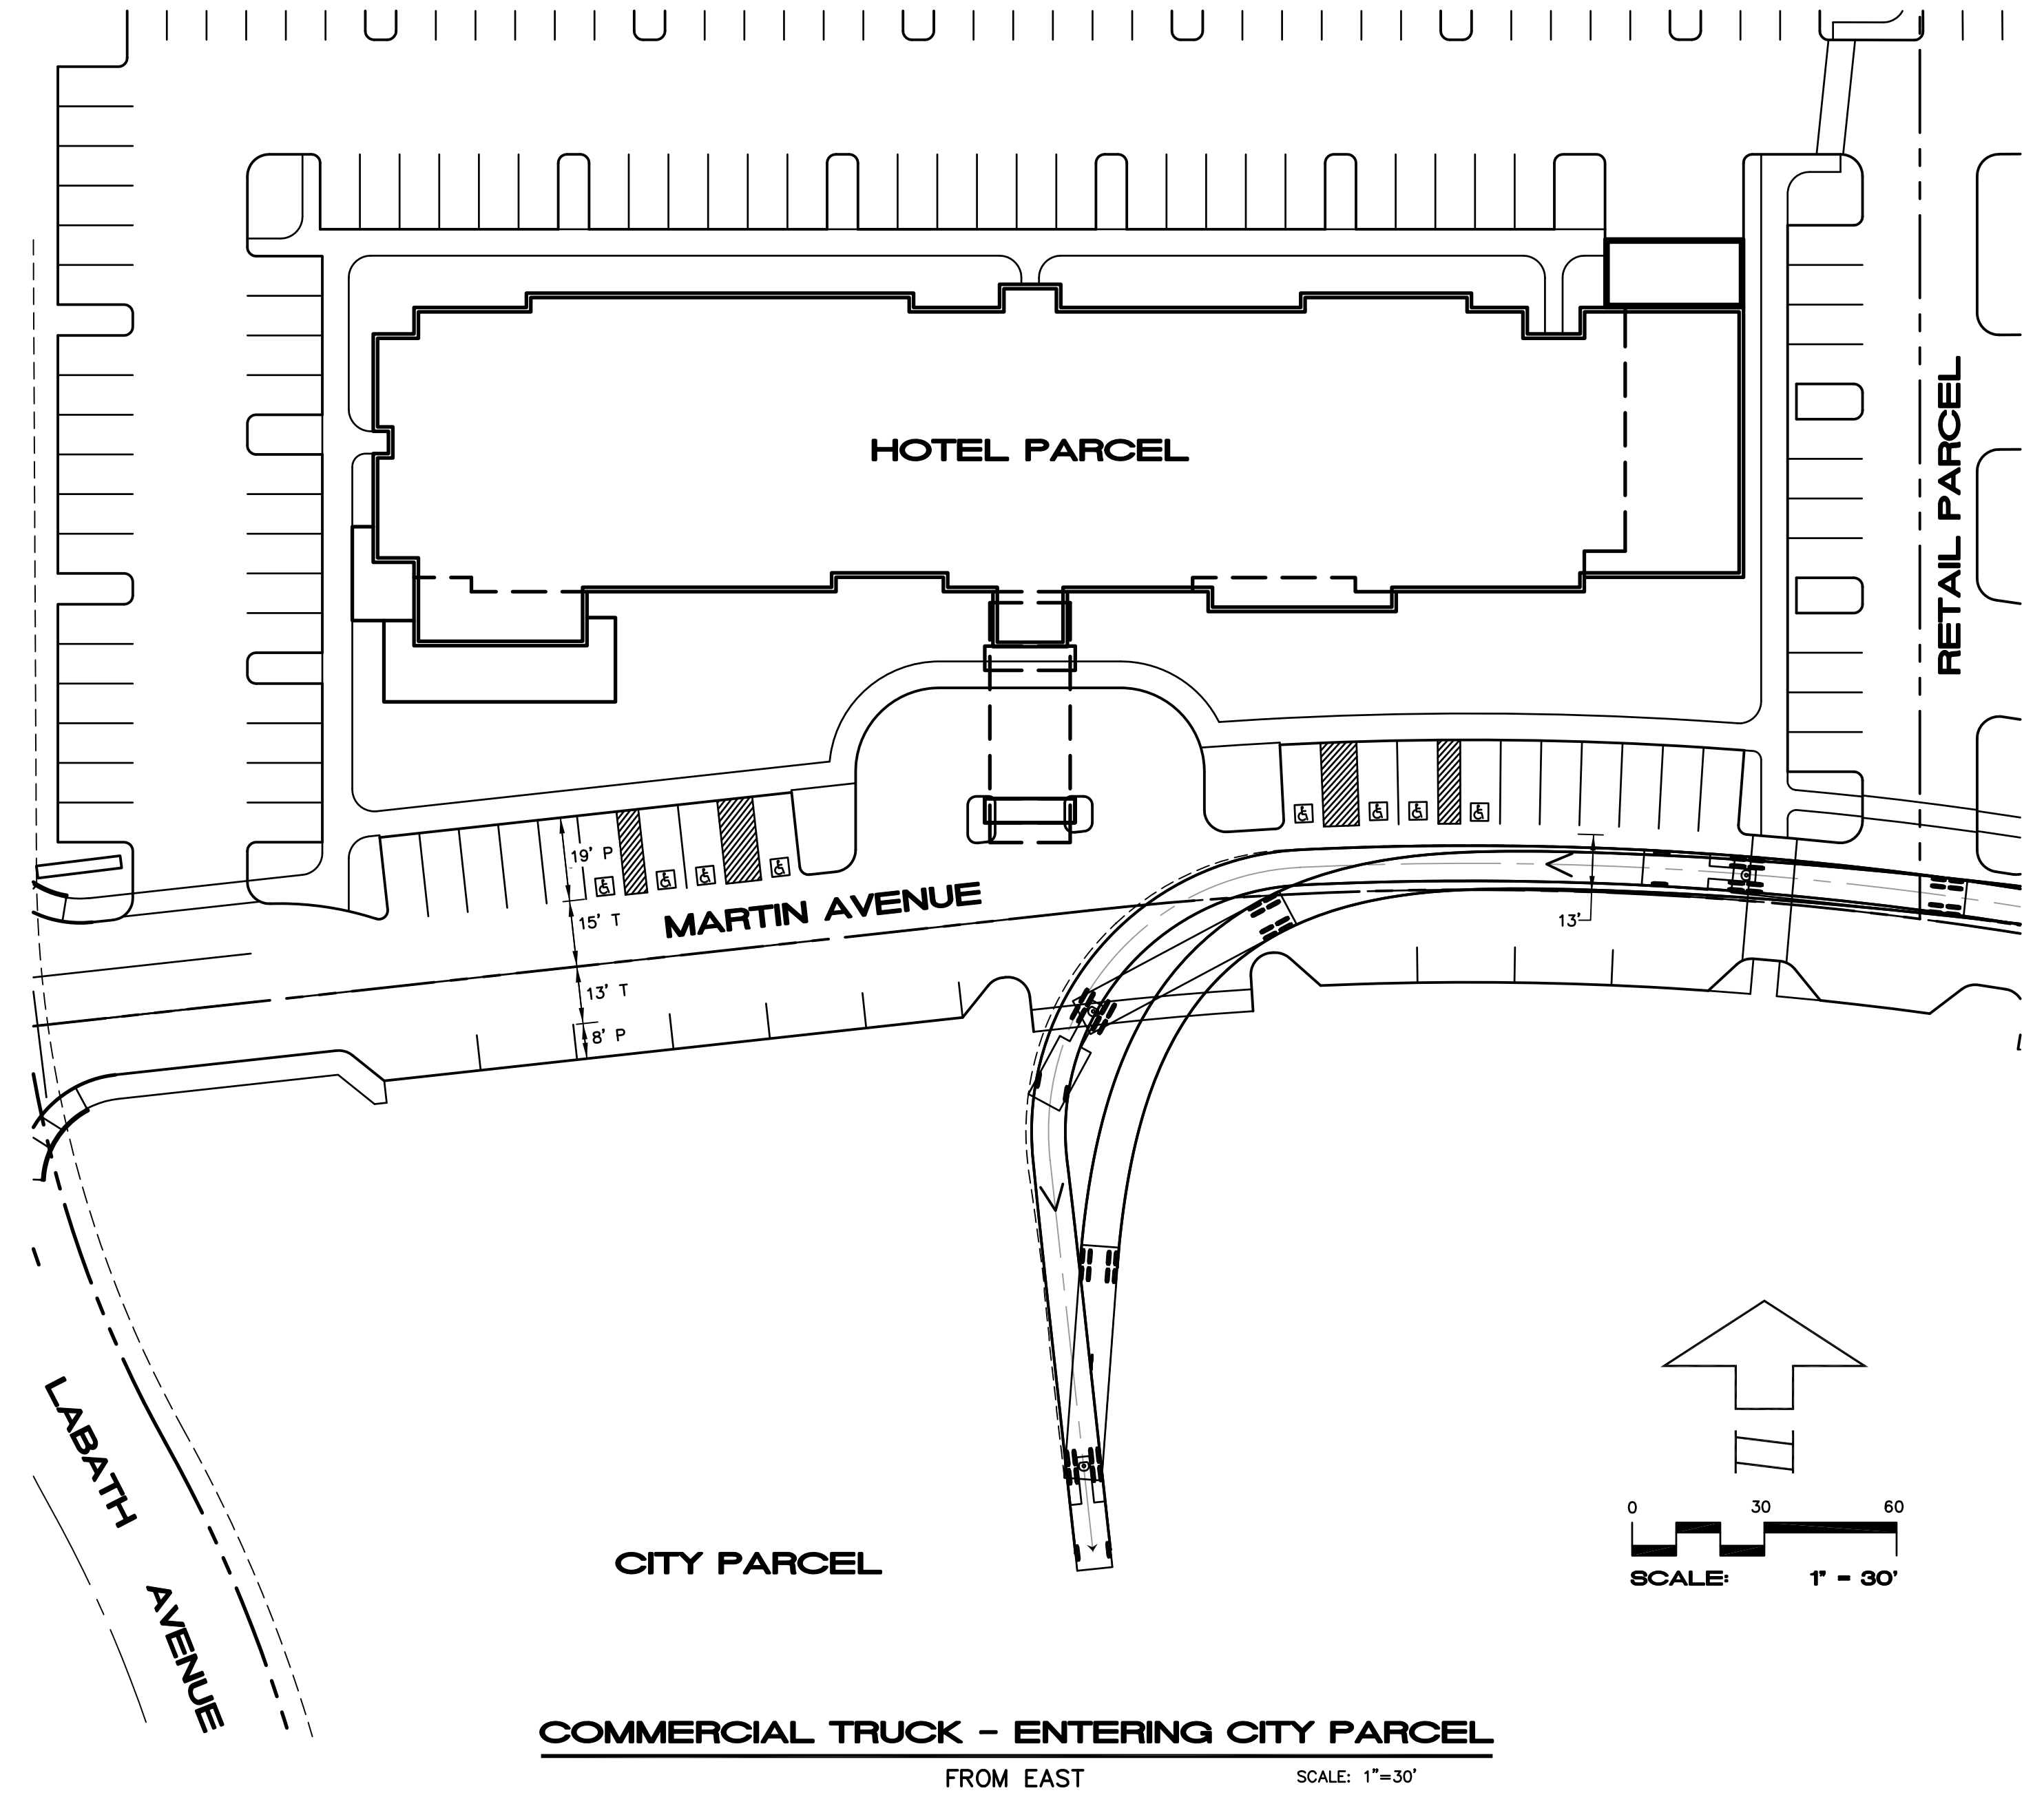 HOTEL PARCEL
RETAIL PARCEL
19' P
15' T
MARTIN AVENUE
13'
13' T
8' P
LABATH AVENUE
0 30 60
SCALE: 1" = 30'
CITY PARCEL
COMMERCIAL TRUCK - ENTERING CITY PARCEL
FROM EAST
SCALE: 1"=30'